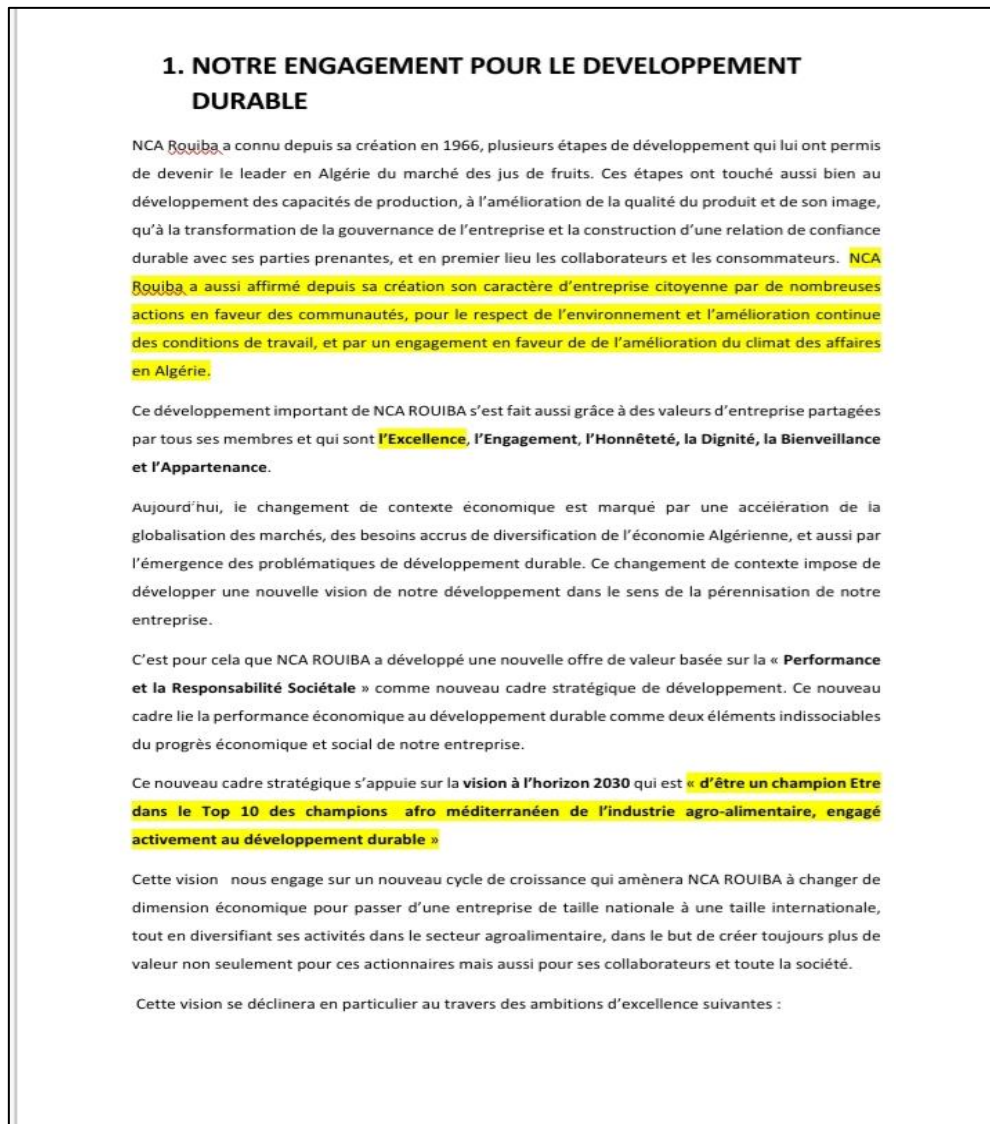 1. NOTRE ENGAGEMENT POUR LE DEVELOPPEMENT
DURABLE
NCA Rouiba a connu depuis sa création en 1966, plusieurs étapes de développement qui lui ont permis
de devenir le leader en Algérie du marché des jus de fruits. Ces étapes ont touché aussi bien au
développement des capacités de production, à l’amélioration de la qualité du produit et de son image,
qu’à la transformation de la gouvernance de l’entreprise et la construction d’une relation de confiance
durable avec ses parties prenantes, et en premier lieu les collaborateurs et les consommateurs. NCA
Rouiba a aussi affirmé depuis sa création son caractère d’entreprise citoyenne par de nombreuses
actions en faveur des communautés, pour le respect de l’environnement et l’amélioration continue
des conditions de travail, et par un engagement en faveur de de l’amélioration du climat des affaires
en Algérie.
Ce développement important de NCA ROUIBA s’est fait aussi grâce à des valeurs d’entreprise partagées
par tous ses membres et qui sont l’Excellence, l’Engagement, l’Honnêteté, la Dignité, la Bienveillance
et l’Appartenance.
Aujourd’hui, le changement de contexte économique est marqué par une accélération de la
globalisation des marchés, des besoins accrus de diversification de l’économie Algérienne, et aussi par
l’émergence des problématiques de développement durable. Ce changement de contexte impose de
développer une nouvelle vision de notre développement dans le sens de la pérennisation de notre
entreprise.
C’est pour cela que NCA ROUIBA a développé une nouvelle offre de valeur basée sur la « Performance
et la Responsabilité Sociétale » comme nouveau cadre stratégique de développement. Ce nouveau
cadre lie la performance économique au développement durable comme deux éléments indissociables
du progrès économique et social de notre entreprise.
Ce nouveau cadre stratégique s’appuie sur la vision à l’horizon 2030 qui est « d’être un champion Etre
dans le Top 10 des champions afro méditerranéen de l’industrie agro-alimentaire, engagé
activement au développement durable »
Cette vision nous engage sur un nouveau cycle de croissance qui amènera NCA ROUIBA à changer de
dimension économique pour passer d’une entreprise de taille nationale à une taille internationale,
tout en diversifiant ses activités dans le secteur agroalimentaire, dans le but de créer toujours plus de
valeur non seulement pour ces actionnaires mais aussi pour ses collaborateurs et toute la société.
Cette vision se déclinera en particulier au travers des ambitions d’excellence suivantes :